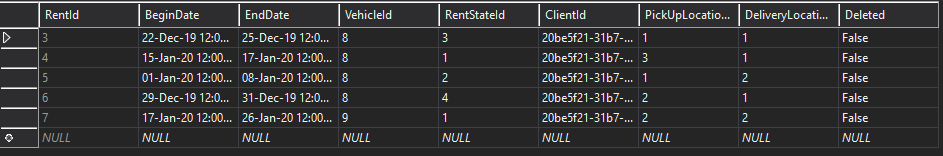 RentId BeginDate EndDate VehicleId RentStateId ClientId PickUpLocatio... DeliveryLocati... Deleted
3 22-Dec-19 12:0... 25-Dec-19 12:0... 8 3 20be5f21-31b7-... 1 1 False
4 15-Jan-20 12:00... 17-Jan-20 12:00... 8 1 20be5f21-31b7-... 3 1 False
5 01-Jan-20 12:00... 08-Jan-20 12:00... 8 2 20be5f21-31b7-... 1 2 False
6 29-Dec-19 12:0... 31-Dec-19 12:0... 8 4 20be5f21-31b7-... 2 1 False
7 17-Jan-20 12:00... 26-Jan-20 12:00... 9 1 20be5f21-31b7-... 2 2 False
NULL NULL NULL NULL NULL NULL NULL NULL NULL